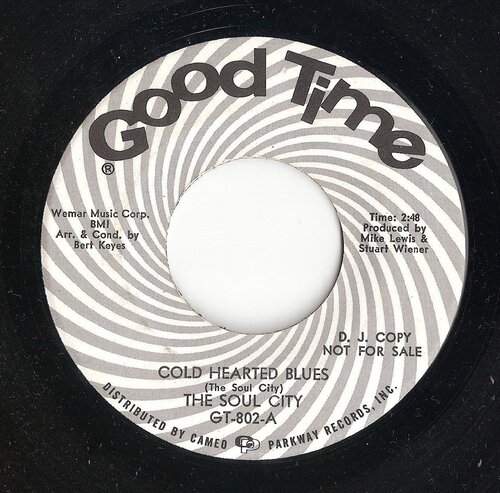 Good Time
®
Wemar Music Corp.
BMI
Arr. & Cond. by
Bert Keyes
Time: 2:48
Produced by
Mike Lewis &
Stuart Wiener
D. J. COPY
NOT FOR SALE
COLD HEARTED BLUES
(The Soul City)
THE SOUL CITY
GT-802-A
DISTRIBUTED BY CAMEO CP PARKWAY RECORDS, INC.